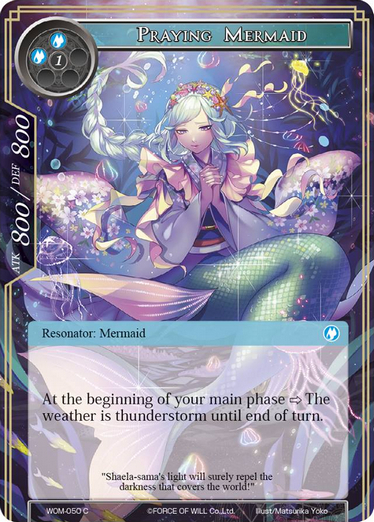 Praying Mermaid
1
ATK 800 / DEF 800
Resonator: Mermaid
At the beginning of your main phase ⇨ The
weather is thunderstorm until end of turn.
"Shaela-sama's light will surely repel the
darkness that covers the world!"
WOM-050 C ©FORCE OF WILL Co.,Ltd. Illust/Matsurika Yoko